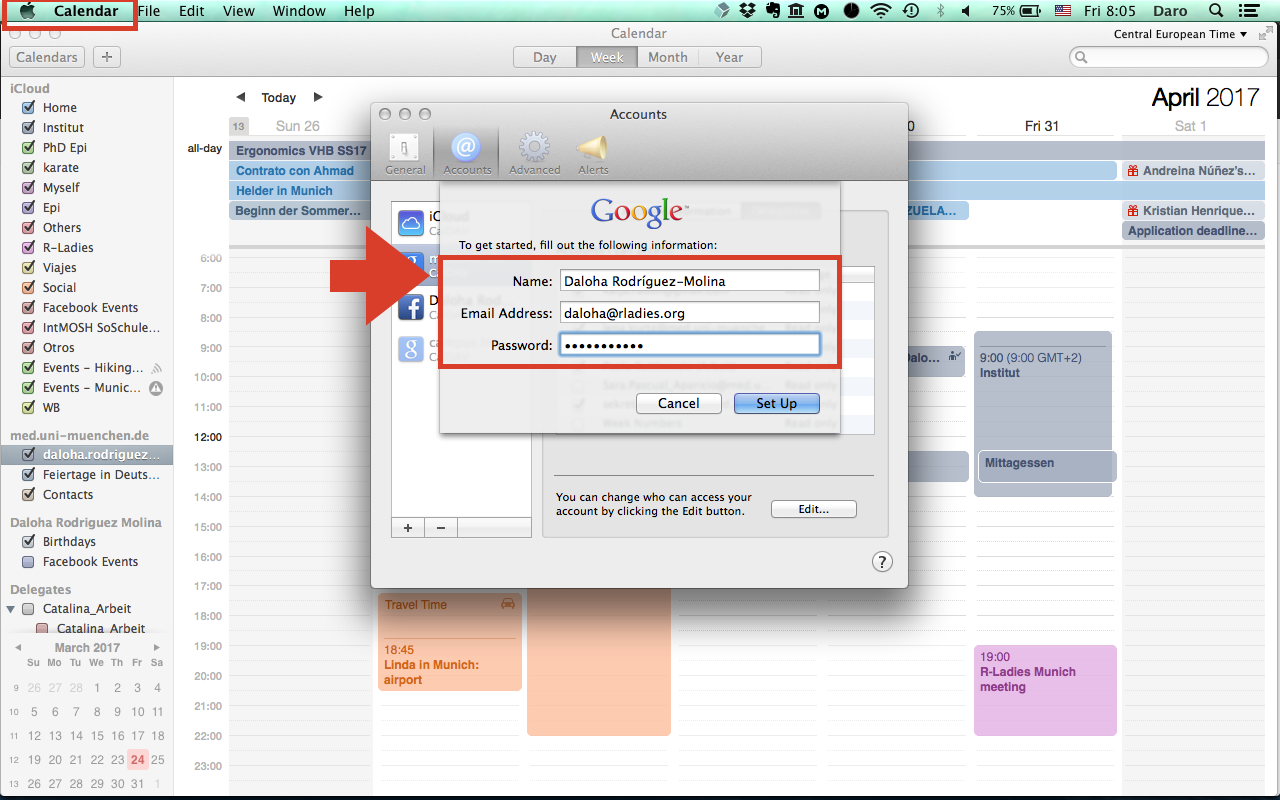 Calendar File Edit View Window Help 75% Fri 8:05 Daro
Calendar
Central European Time
Calendars + Day Week Month Year
iCloud
Home
Institut
PhD Epi
karate
Myself
Epi
Others
R-Ladies
Viajes
Social
Facebook Events
IntMOSH SoSchule...
Otros
Events - Hiking...
Events - Munic...
WB
med.uni-muenchen.de
daloha.rodriguez...
Feiertage in Deuts...
Contacts
Daloha Rodriguez Molina
Birthdays
Facebook Events
Delegates
Catalina_Arbeit
Catalina_Arbeit
March 2017
Su Mo Tu We Th Fr Sa
9 26 27 28 1 2 3 4
10 5 6 7 8 9 10 11
11 12 13 14 15 16 17 18
12 19 20 21 22 23 24 25
13 26 27 28 29 30 31 1
Today
April 2017
13 Sun 26 Fri 31 Sat 1
all-day
Ergonomics VHB SS17
Contrato con Ahmad
Helder in Munich
Beginn der Sommer...
Andreina Núñez's...
Kristian Henrique...
Application deadline...
6:00
7:00
8:00
9:00
10:00
11:00
12:00
13:00
14:00
15:00
16:00
17:00
18:00
19:00
20:00
21:00
22:00
23:00
9:00 (9:00 GMT+2)
Institut
Mittagessen
Travel Time
18:45
Linda in Munich:
airport
19:00
R-Ladies Munich
meeting
Accounts
General Accounts Advanced Alerts
Google™
To get started, fill out the following information:
Name: Daloha Rodríguez-Molina
Email Address: daloha@rladies.org
Password: •••••••••••
Cancel Set Up
You can change who can access your
account by clicking the Edit button.
Edit...
+ −
?